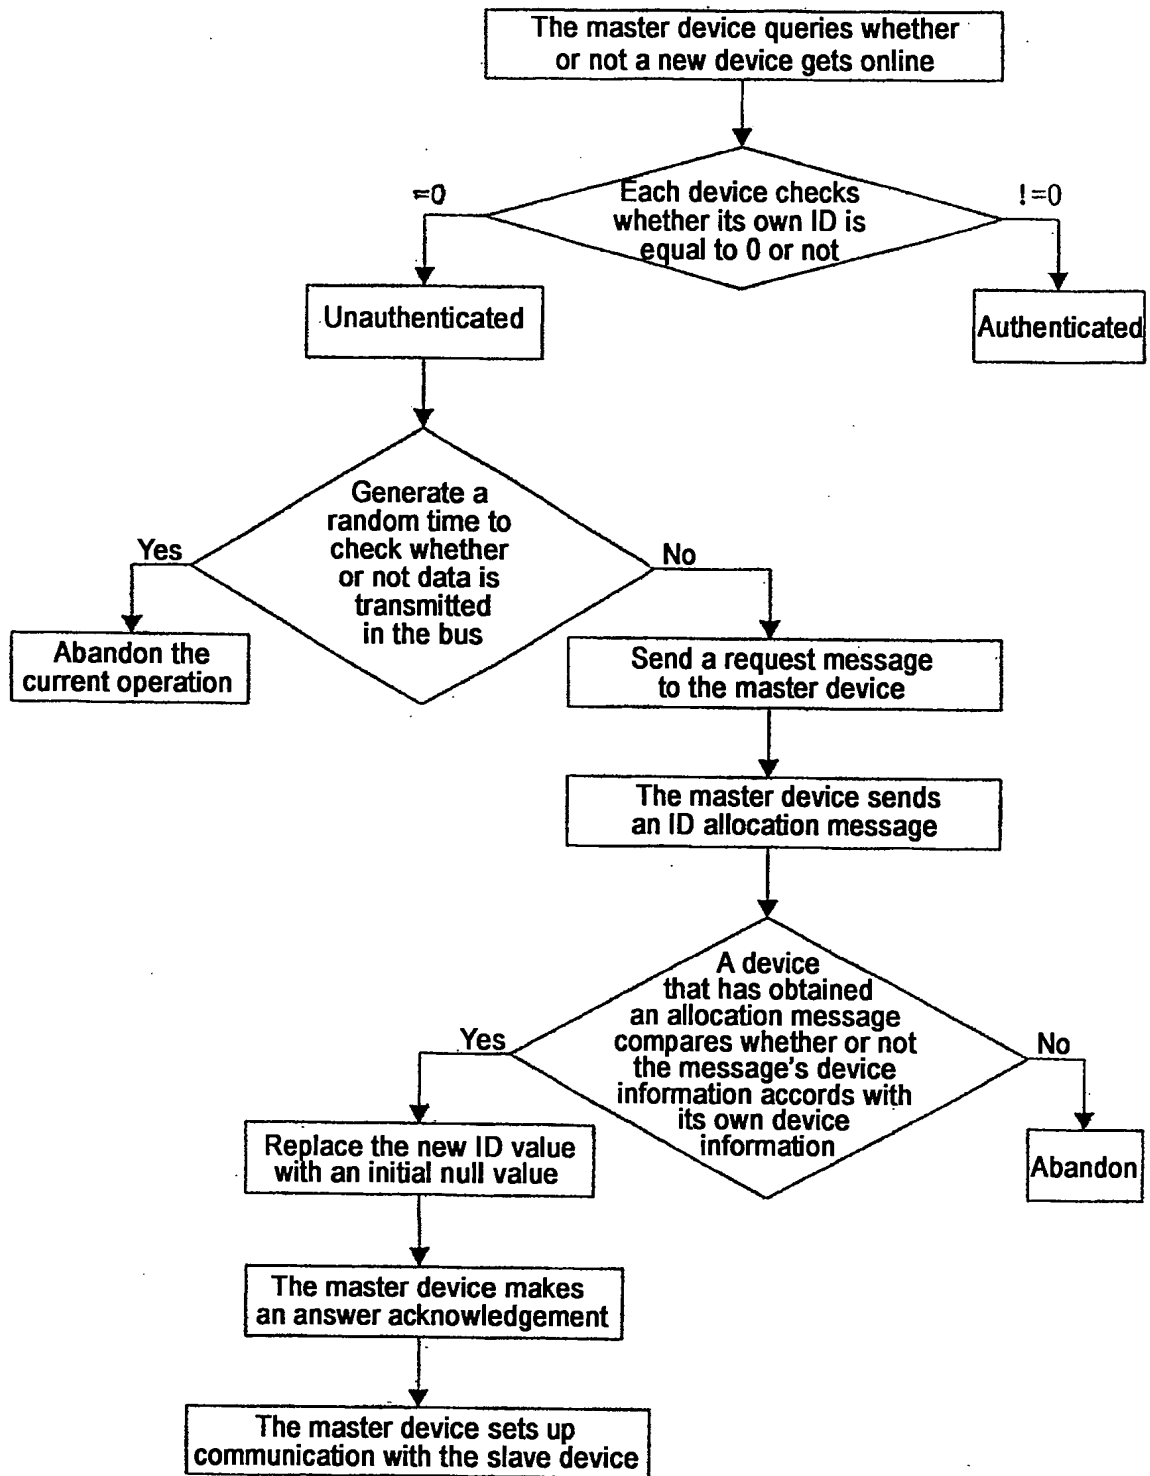 The master device queries whether
or not a new device gets online
=0
Each device checks
whether its own ID is
equal to 0 or not
!=0
Unauthenticated
Authenticated
Generate a
random time to
check whether
or not data is
transmitted
in the bus
Yes
No
Abandon the
current operation
Send a request message
to the master device
The master device sends
an ID allocation message
A device
that has obtained
an allocation message
compares whether or not
the message's device
information accords with
its own device
information
Yes
No
Replace the new ID value
with an initial null value
Abandon
The master device makes
an answer acknowledgement
The master device sets up
communication with the slave device